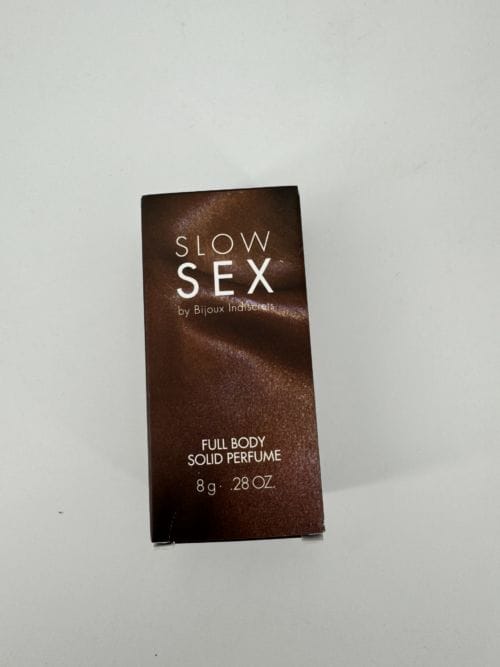 SLOW
SEX
by Bijoux Indiscrets
FULL BODY
SOLID PERFUME
8 g · .28 OZ.